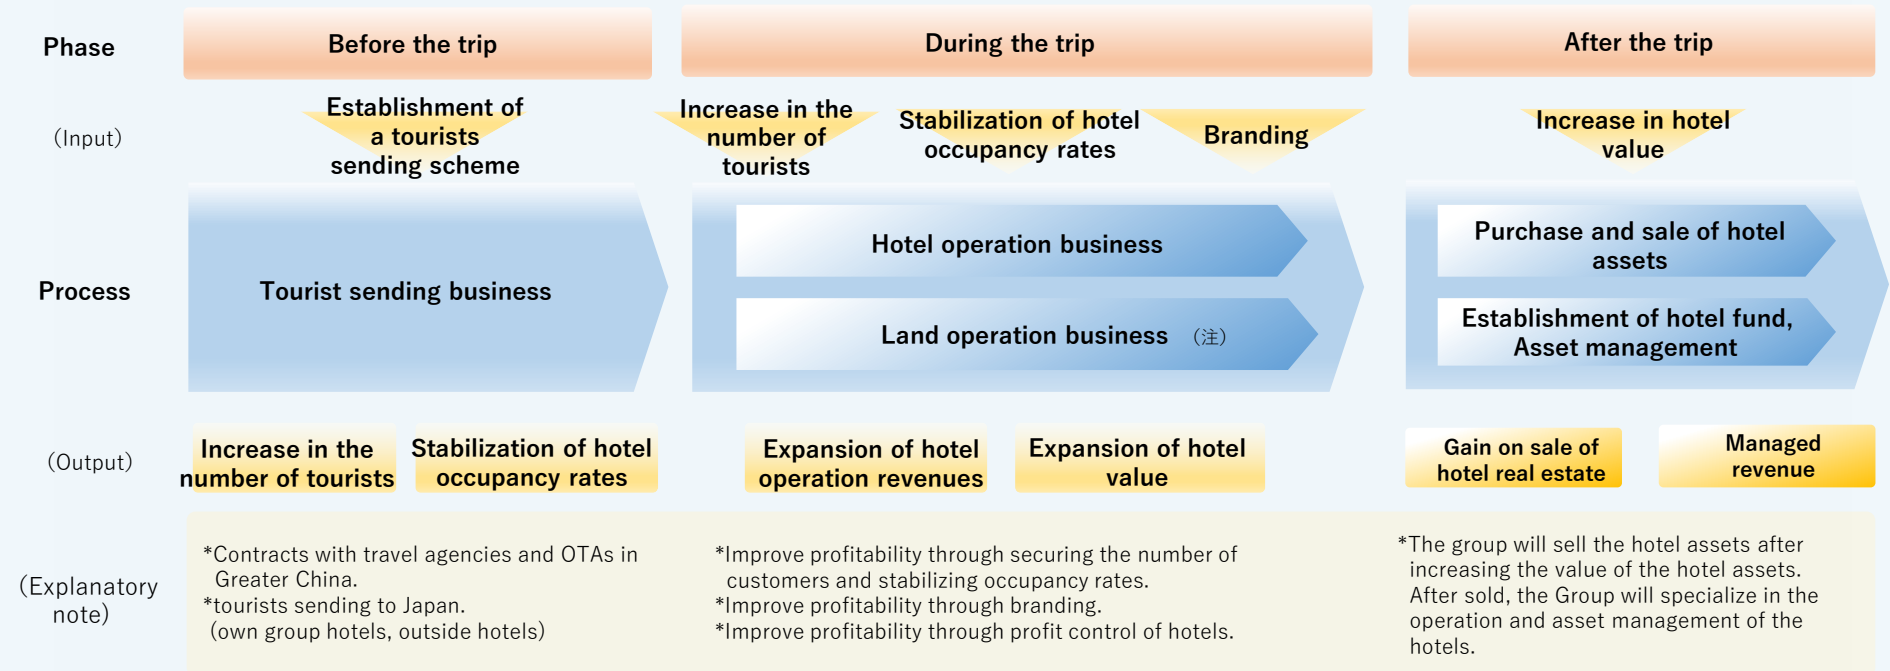 Phase
Before the trip
During the trip
After the trip
（Input）
Establishment of
a tourists
sending scheme
Increase in the
number of
tourists
Stabilization of hotel
occupancy rates
Branding
Increase in hotel
value
Process
Tourist sending business
Hotel operation business
Land operation business （注）
Purchase and sale of hotel
assets
Establishment of hotel fund,
Asset management
（Output）
Increase in the
number of tourists
Stabilization of hotel
occupancy rates
Expansion of hotel
operation revenues
Expansion of hotel
value
Gain on sale of
hotel real estate
Managed
revenue
（Explanatory
note）
*Contracts with travel agencies and OTAs in
Greater China.
*tourists sending to Japan.
(own group hotels, outside hotels)
*Improve profitability through securing the number of
customers and stabilizing occupancy rates.
*Improve profitability through branding.
*Improve profitability through profit control of hotels.
*The group will sell the hotel assets after
increasing the value of the hotel assets.
After sold, the Group will specialize in the
operation and asset management of the
hotels.